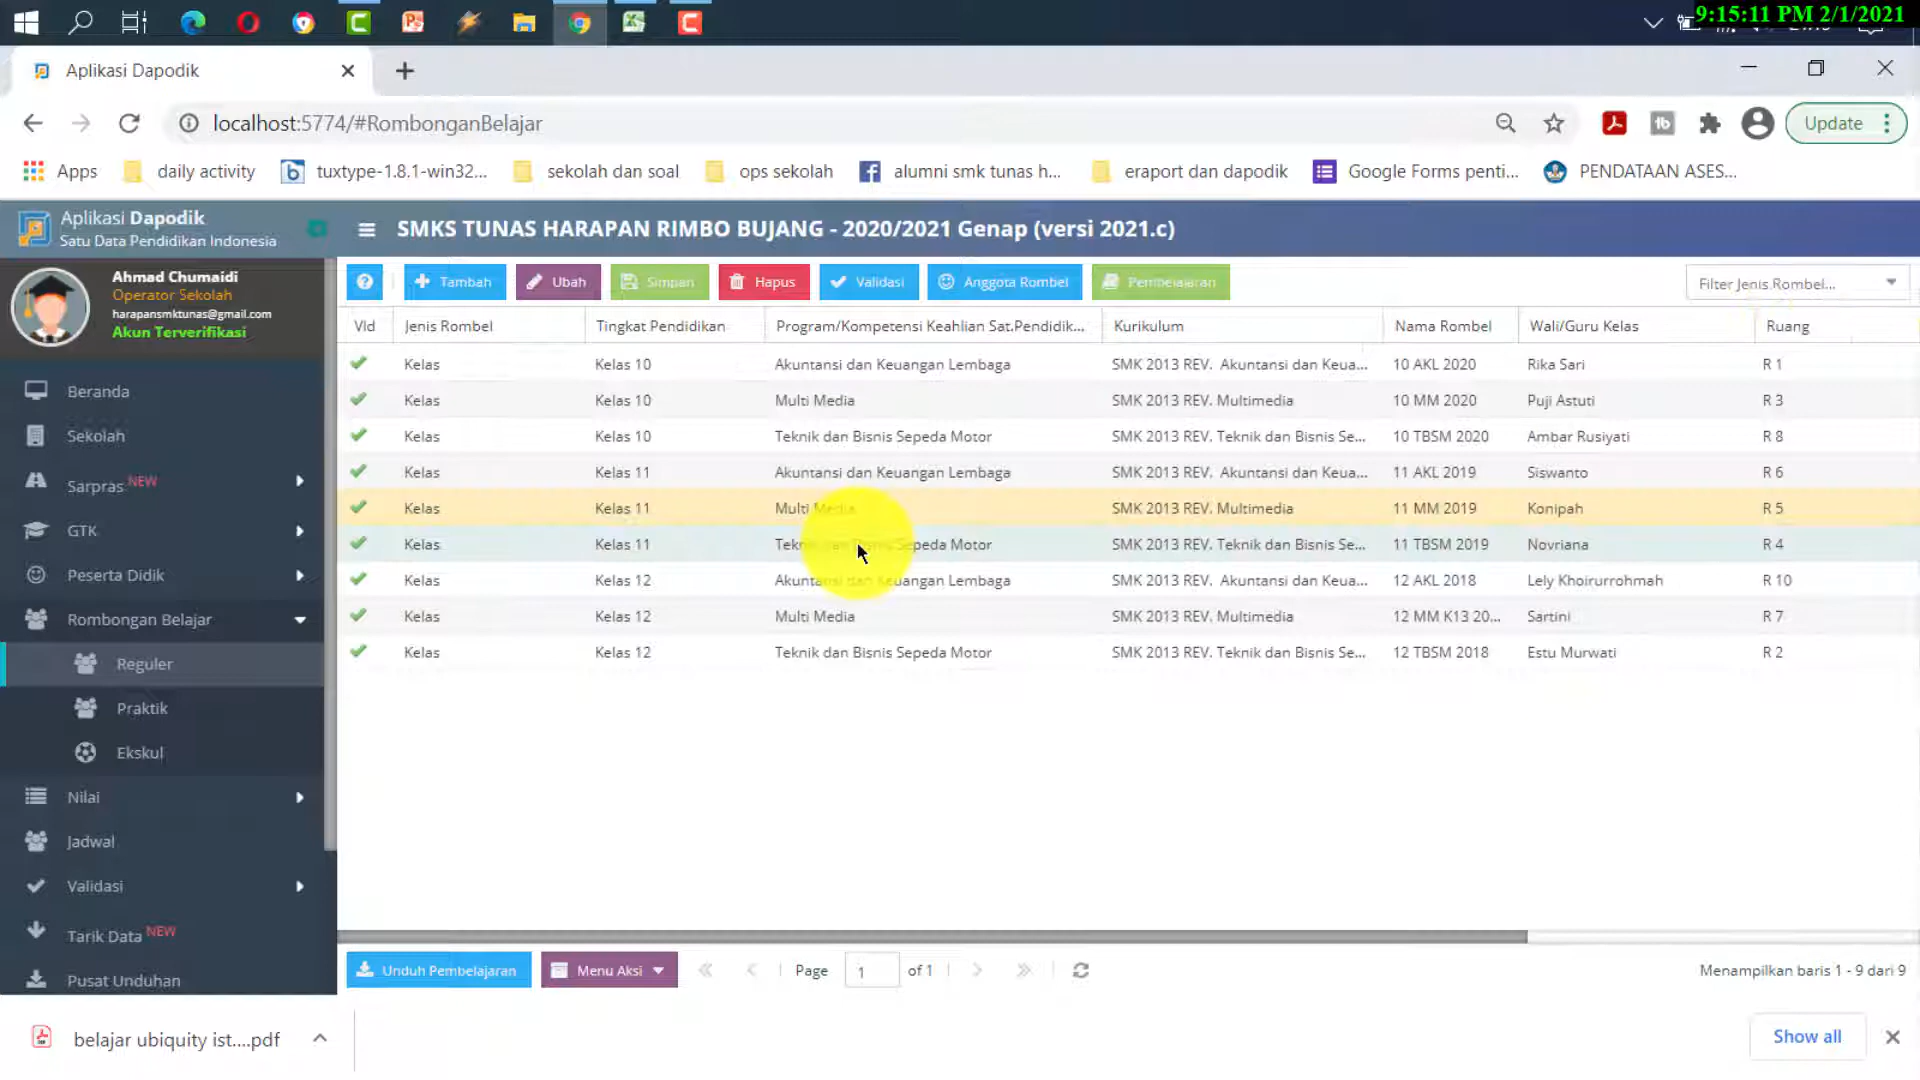 9:15:11 PM 2/1/2021
Aplikasi Dapodik
localhost:5774/#RombonganBelajar
Update
Apps
daily activity
tuxtype-1.8.1-win32...
sekolah dan soal
ops sekolah
alumni smk tunas h...
eraport dan dapodik
Google Forms penti...
PENDATAAN ASES...
Aplikasi Dapodik
Satu Data Pendidikan Indonesia
SMKS TUNAS HARAPAN RIMBO BUJANG - 2020/2021 Genap (versi 2021.c)
Ahmad Chumaidi
Operator Sekolah
harapansmktunas@gmail.com
Akun Terverifikasi
Tambah
Ubah
Simpan
Hapus
Validasi
Anggota Rombel
Pembelajaran
Filter Jenis Rombel...
Vld Jenis Rombel Tingkat Pendidikan Program/Kompetensi Keahlian Sat.Pendidik... Kurikulum Nama Rombel Wali/Guru Kelas Ruang
Kelas Kelas 10 Akuntansi dan Keuangan Lembaga SMK 2013 REV. Akuntansi dan Keua... 10 AKL 2020 Rika Sari R 1
Kelas Kelas 10 Multi Media SMK 2013 REV. Multimedia 10 MM 2020 Puji Astuti R 3
Kelas Kelas 10 Teknik dan Bisnis Sepeda Motor SMK 2013 REV. Teknik dan Bisnis Se... 10 TBSM 2020 Ambar Rusiyati R 8
Kelas Kelas 11 Akuntansi dan Keuangan Lembaga SMK 2013 REV. Akuntansi dan Keua... 11 AKL 2019 Siswanto R 6
Kelas Kelas 11 Multi Media SMK 2013 REV. Multimedia 11 MM 2019 Konipah R 5
Kelas Kelas 11 Teknik dan Bisnis Sepeda Motor SMK 2013 REV. Teknik dan Bisnis Se... 11 TBSM 2019 Novriana R 4
Kelas Kelas 12 Akuntansi dan Keuangan Lembaga SMK 2013 REV. Akuntansi dan Keua... 12 AKL 2018 Lely Khoirurrohmah R 10
Kelas Kelas 12 Multi Media SMK 2013 REV. Multimedia 12 MM K13 20... Sartini R 7
Kelas Kelas 12 Teknik dan Bisnis Sepeda Motor SMK 2013 REV. Teknik dan Bisnis Se... 12 TBSM 2018 Estu Murwati R 2
Beranda
Sekolah
Sarpras NEW
GTK
Peserta Didik
Rombongan Belajar
Reguler
Praktik
Ekskul
Nilai
Jadwal
Validasi
Tarik Data NEW
Pusat Unduhan
Unduh Pembelajaran
Menu Aksi
Page 1 of 1
Menampilkan baris 1 - 9 dari 9
belajar ubiquity ist....pdf
Show all